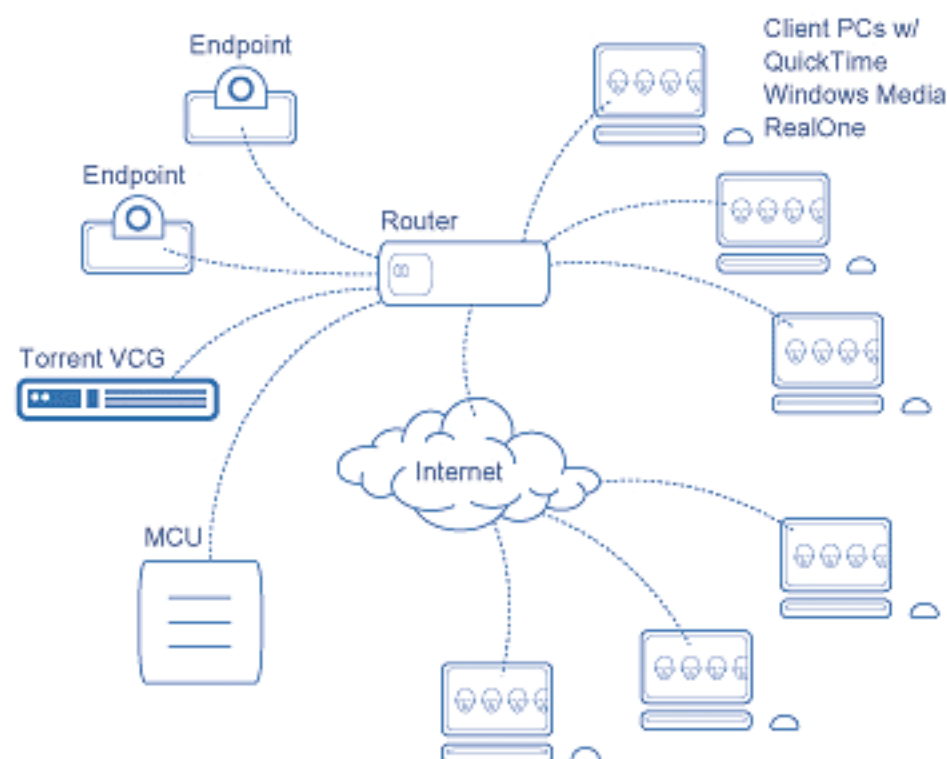 Endpoint
Client PCs w/
QuickTime
Windows Media
RealOne
Endpoint
Router
Torrent VCG
Internet
MCU